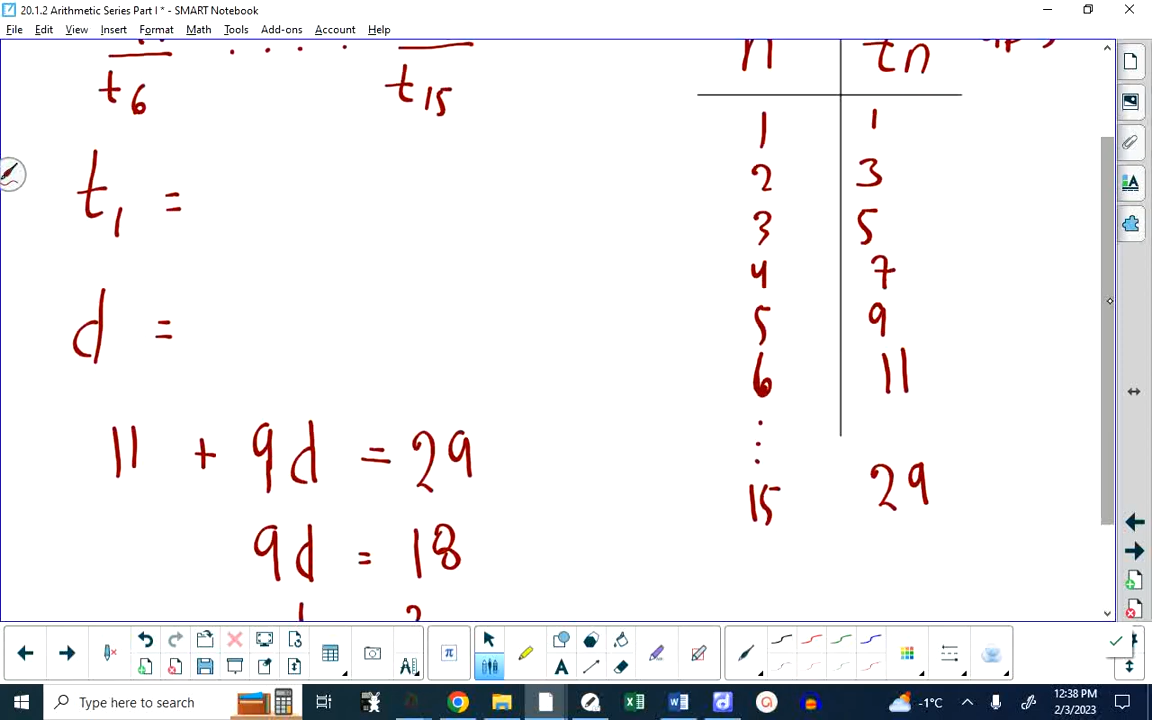 20.1.2 Arithmetic Series Part I * - SMART Notebook
File Edit View Insert Format Math Tools Add-ons Account Help
t6 . . . . . t15
n tn
t1 =
d =
11 + 9d = 29
9d = 18
1 1
2 3
3 5
4 7
5 9
6 11
⋮
15 29
π
A
Type here to search
-1°C
12:38 PM
2/3/2023